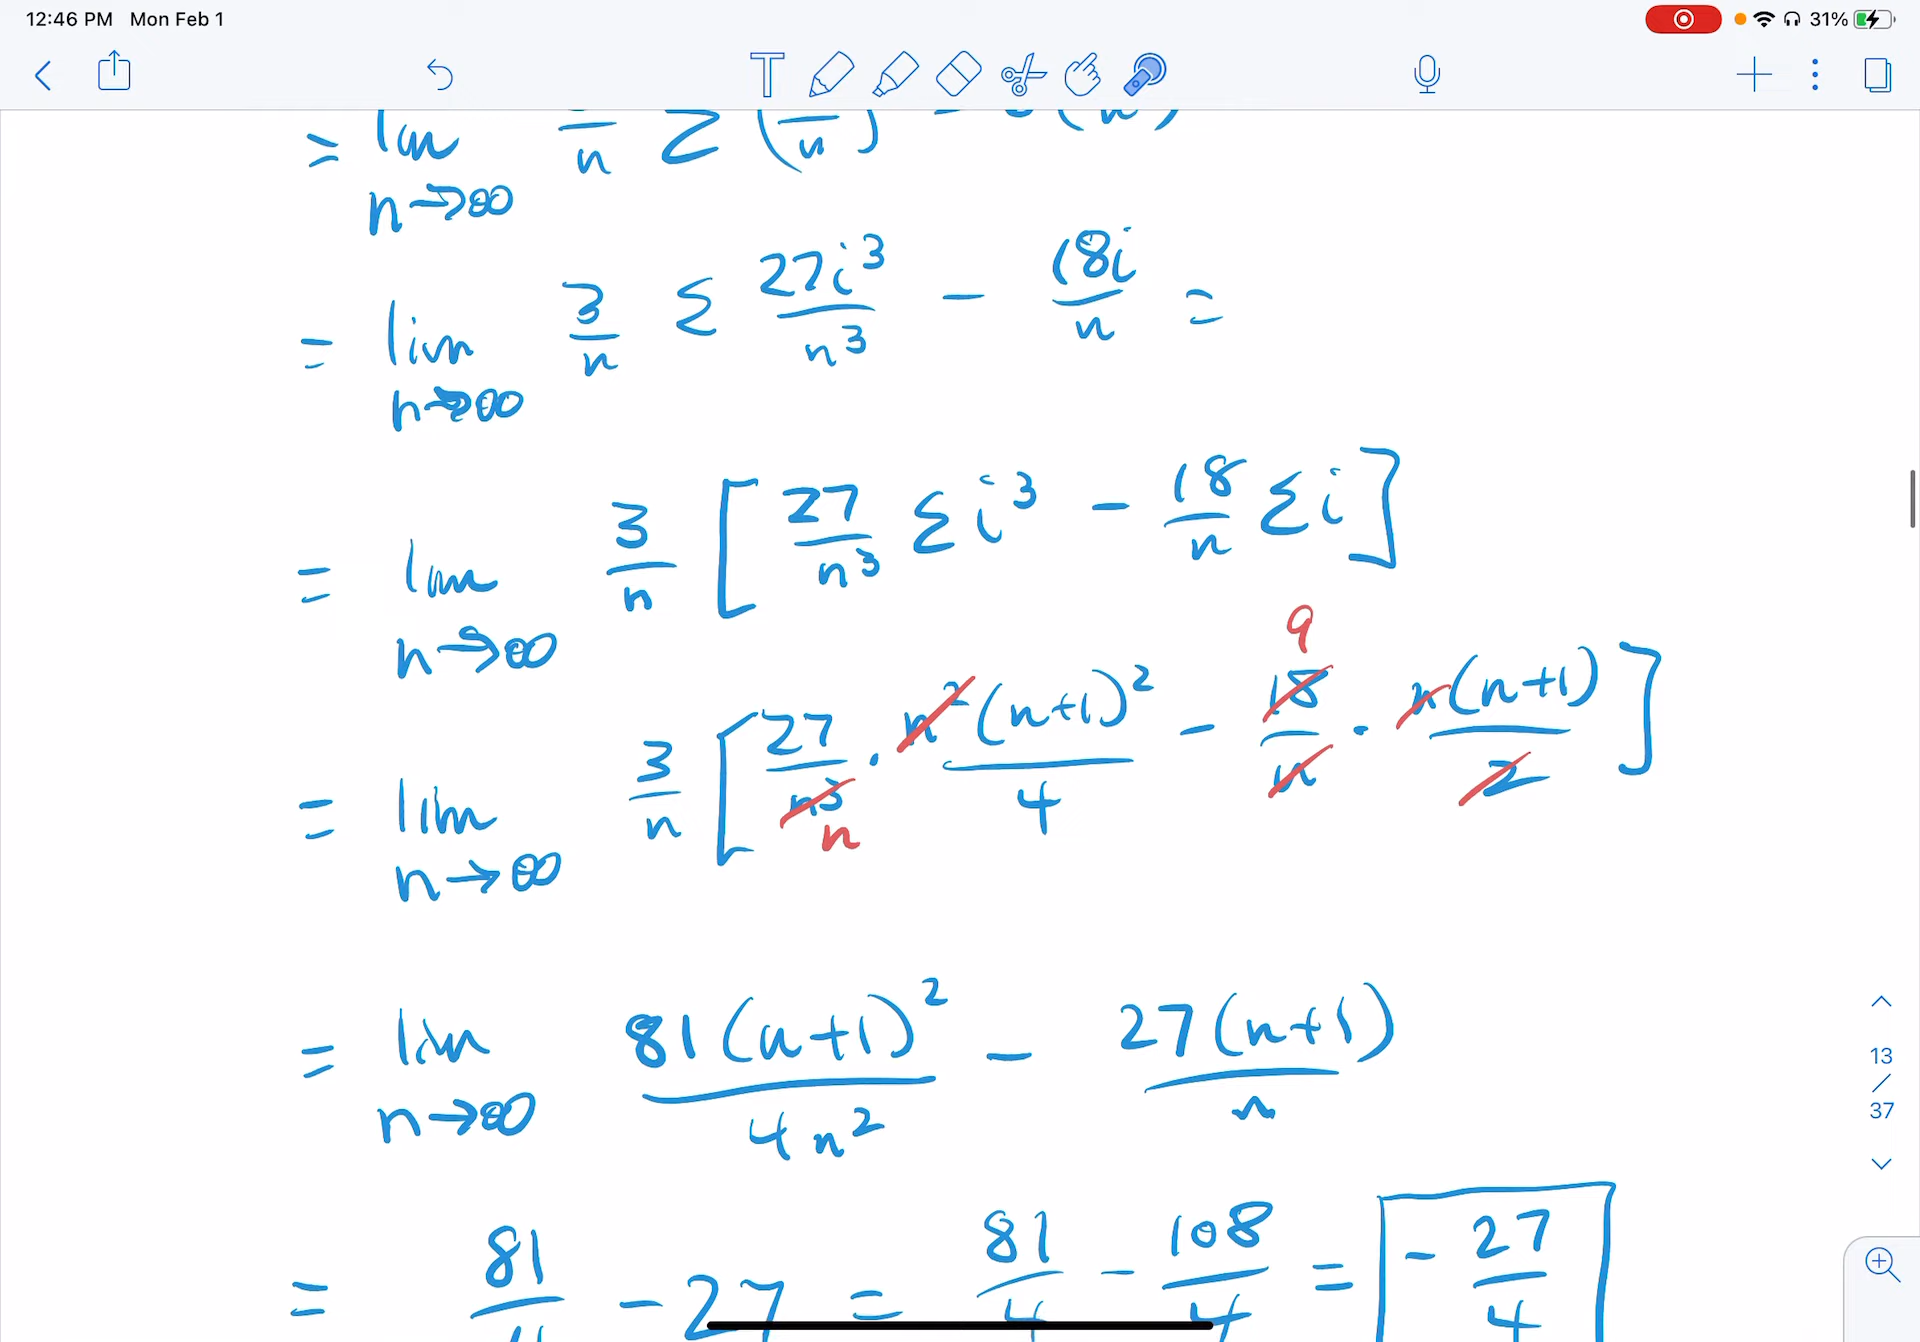 12:46 PM Mon Feb 1 31%
= lim n→∞ /n Σ ( /n) - (n)
= lim n→∞ 3/n Σ 27i³/n³ - 18i/n =
= lim n→∞ 3/n [ 27/n³ Σ i³ - 18/n Σ i ]
9
= lim n→∞ 3/n [ 27/n³ · n²(n+1)²/4 - 18/n · n(n+1)/2 ]
n
= lim n→∞ 81(n+1)²/4n² - 27(n+1)/n
13
/
37
= 81/4 - 27 = 81/4 - 108/4 = - 27/4